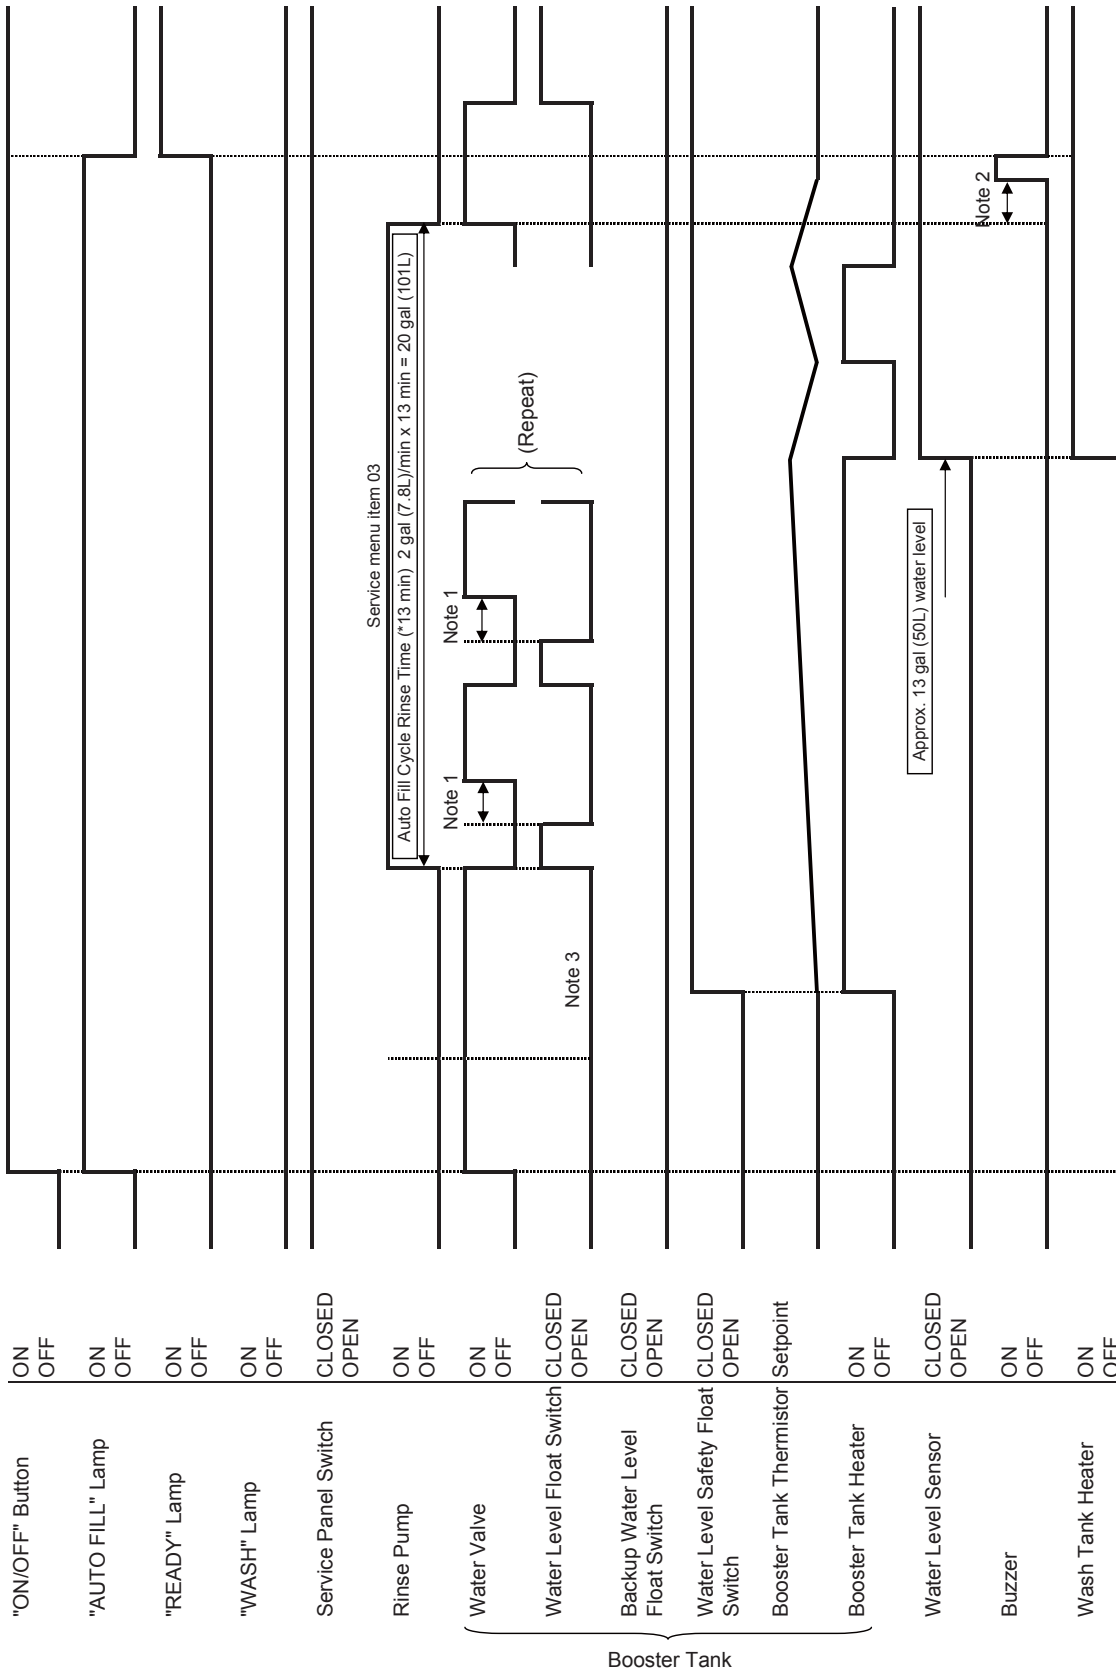 "ON/OFF" Button
ON
OFF
"AUTO FILL" Lamp
ON
OFF
"READY" Lamp
ON
OFF
"WASH" Lamp
ON
OFF
Service Panel Switch
CLOSED
OPEN
Rinse Pump
ON
OFF
Service menu item 03
Auto Fill Cycle Rinse Time (*13 min)  2 gal (7.8L)/min x 13 min = 20 gal (101L)
Water Valve
ON
OFF
Note 1
Note 1
(Repeat)
Water Level Float Switch
CLOSED
OPEN
Note 3
Backup Water Level
Float Switch
CLOSED
OPEN
Water Level Safety Float
Switch
CLOSED
OPEN
Booster Tank Thermistor
Setpoint
Booster Tank Heater
ON
OFF
Booster Tank
Water Level Sensor
CLOSED
OPEN
Approx. 13 gal (50L) water level
Buzzer
ON
OFF
Note 2
Wash Tank Heater
ON
OFF